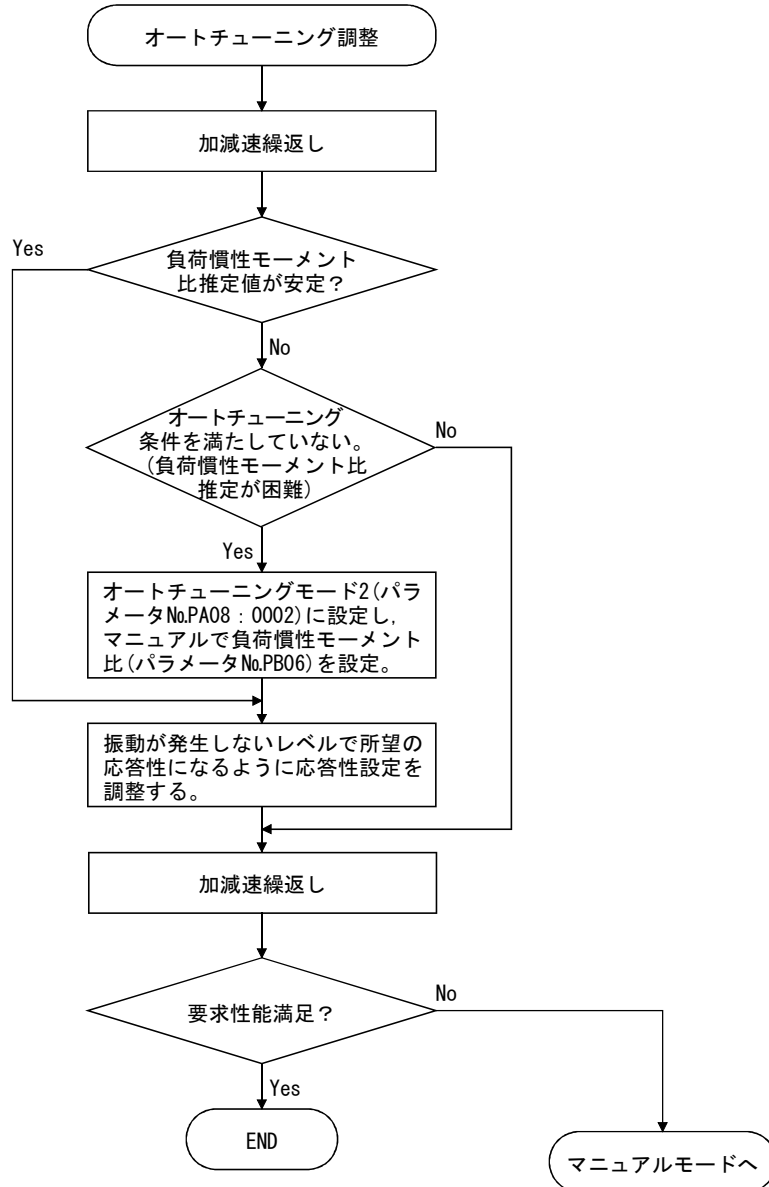 オートチューニング調整
加減速繰返し
Yes
負荷慣性モーメント
比推定値が安定?
No
オートチューニング
条件を満たしていない。
(負荷慣性モーメント比
推定が困難)
No
Yes
オートチューニングモード2(パラ
メータ№PA08:0002)に設定し,
マニュアルで負荷慣性モーメント
比(パラメータ№PB06)を設定。
振動が発生しないレベルで所望の
応答性になるように応答性設定を
調整する。
加減速繰返し
要求性能満足?
No
Yes
END
マニュアルモードへ